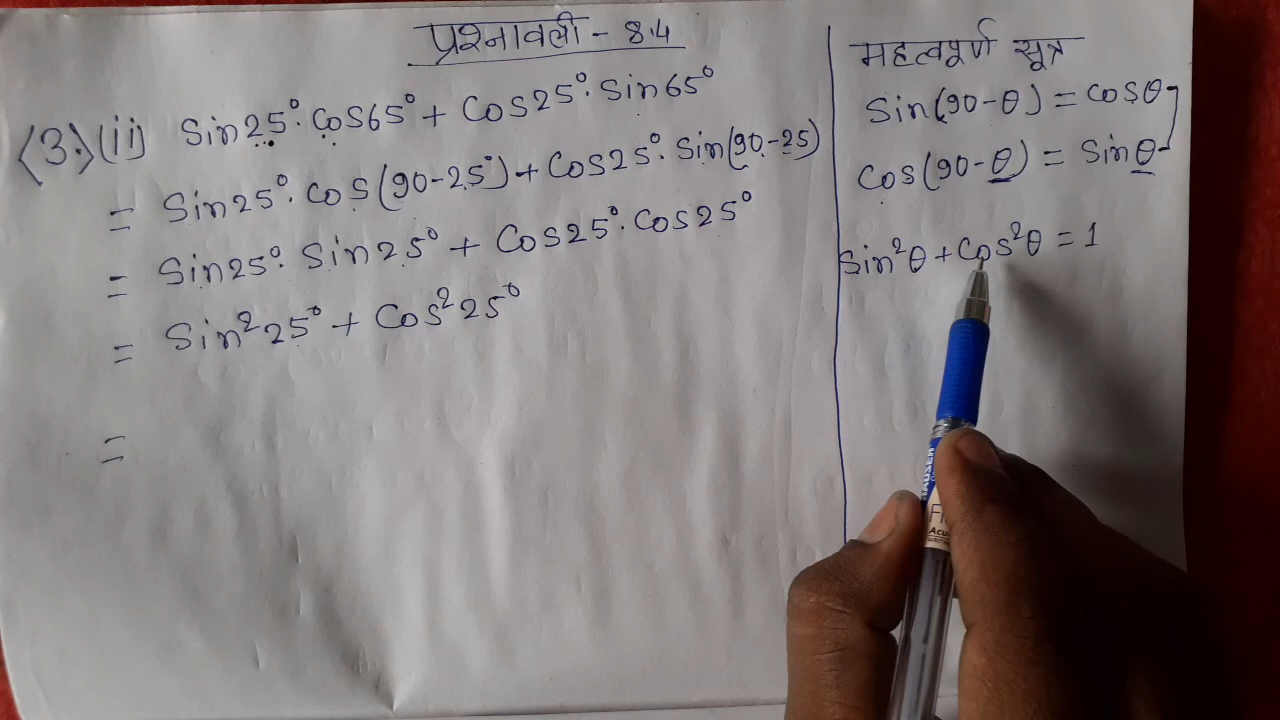 प्रश्नावली - 8.4
(3.)(ii) Sin25°. Cos65° + Cos25°. Sin65°
= Sin25°. Cos(90-25°) + Cos25°. Sin(90-25)
= Sin25°. Sin25° + Cos25°. Cos25°
= Sin²25° + Cos²25°
=
महत्वपूर्ण सूत्र
Sin(90-θ) = Cosθ
Cos(90-θ) = Sinθ
Sin²θ + Cos²θ = 1